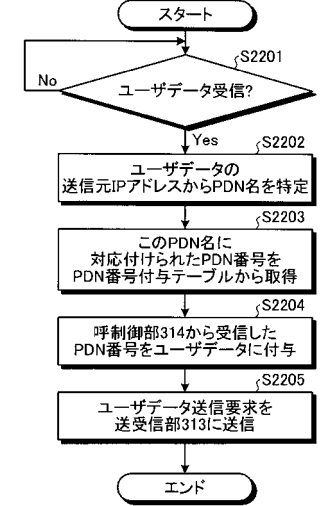 スタート
S2201
No
ユーザデータ受信?
Yes
S2202
ユーザデータの
送信元IPアドレスからPDN名を特定
S2203
このPDN名に
対応付けられたPDN番号を
PDN番号付与テーブルから取得
S2204
呼制御部314から受信した
PDN番号をユーザデータに付与
S2205
ユーザデータ送信要求を
送受信部313に送信
エンド